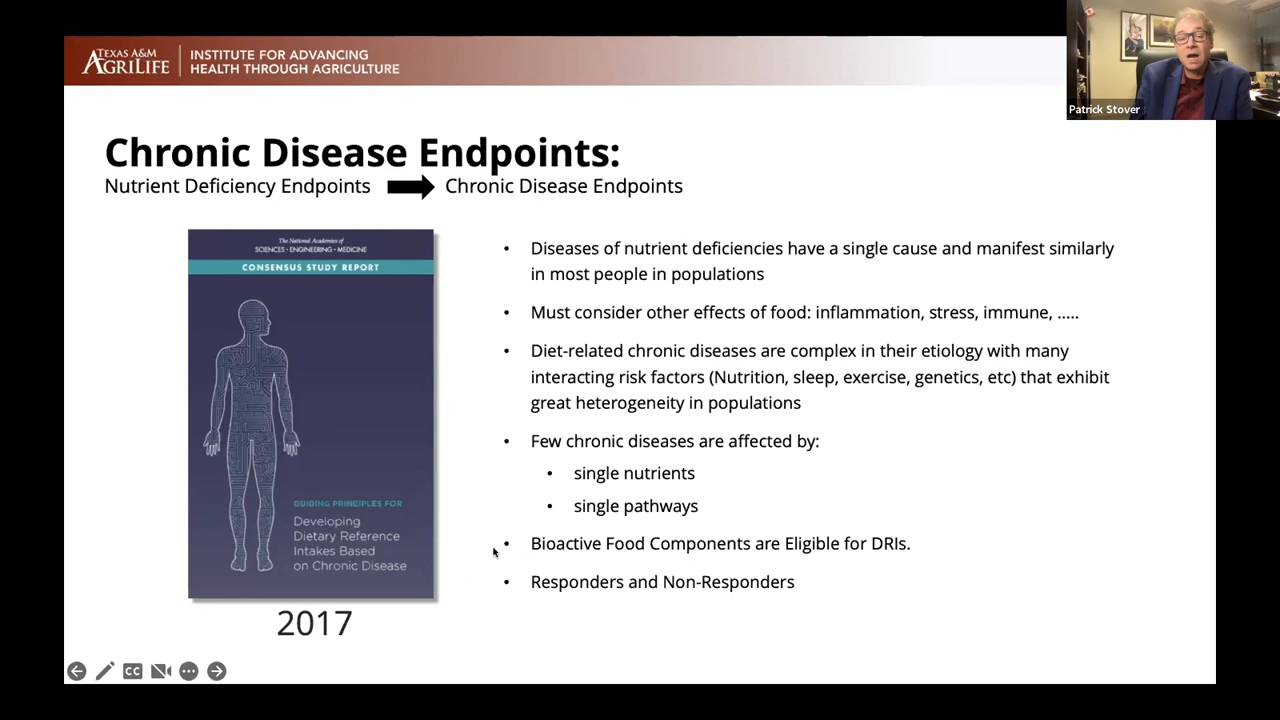 TEXAS A&M
AGRILIFE
INSTITUTE FOR ADVANCING
HEALTH THROUGH AGRICULTURE
Patrick Stover
Chronic Disease Endpoints:
Nutrient Deficiency Endpoints
Chronic Disease Endpoints
The National Academies of
SCIENCES • ENGINEERING • MEDICINE
CONSENSUS STUDY REPORT
GUIDING PRINCIPLES FOR
Developing
Dietary Reference
Intakes Based
on Chronic Disease
2017
• Diseases of nutrient deficiencies have a single cause and manifest similarly
in most people in populations
• Must consider other effects of food: inflammation, stress, immune, .....
• Diet-related chronic diseases are complex in their etiology with many
interacting risk factors (Nutrition, sleep, exercise, genetics, etc) that exhibit
great heterogeneity in populations
• Few chronic diseases are affected by:
• single nutrients
• single pathways
• Bioactive Food Components are Eligible for DRIs.
• Responders and Non-Responders
CC